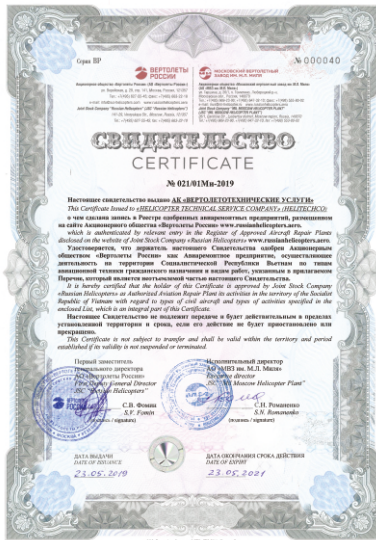 Серия ВР
№ 000040
ВЕРТОЛЕТЫ
РОССИИ
МОСКОВСКИЙ ВЕРТОЛЕТНЫЙ
ЗАВОД ИМ. М.Л. МИЛЯ
СВИДЕТЕЛЬСТВО
CERTIFICATE
№ 021/01Ми-2019
Настоящее свидетельство выдано АК «ВЕРТОЛЕТОТЕХНИЧЕСКИЕ УСЛУГИ»
This Certificate Issued to «HELICOPTER TECHNICAL SERVICE COMPANY» (HELITECHCO)
о чем сделана запись в Реестре одобренных авиаремонтных предприятий, размещенном
на сайте Акционерного общества «Вертолеты России» www.russianhelicopters.aero.
which is authenticated by relevant entry in the Register of Approved Aircraft Repair Plants
disclosed on the website of Joint Stock Company «Russian Helicopters» www.russianhelicopters.aero.
Удостоверяется, что держатель настоящего Свидетельства одобрен Акционерным
обществом «Вертолеты России» как Авиаремонтное предприятие, осуществляющее
деятельность на территории Социалистической Республики Вьетнам по типам
авиационной техники гражданского назначения и видам работ, указанным в прилагаемом
Перечне, который является неотъемлемой частью настоящего Свидетельства.
It is hereby certified that the holder of this Certificate is approved by Joint Stock Company
«Russian Helicopters» as Authorized Aviation Repair Plant its activities in the territory of the Socialist
Republic of Vietnam with regard to types of civil aircraft and types of activities specified in the
enclosed List, which is an integral part of this Certificate.
Настоящее Свидетельство не подлежит передаче и будет действительным в пределах
установленной территории и срока, если его действие не будет приостановлено или
прекращено.
This Certificate is not subject to transfer and shall be valid within the territory and period
established if its validity is not suspended or terminated.
Первый заместитель
генерального директора
АО «Вертолеты России»
First Deputy General Director
JSC "Russian Helicopters"
С.В. Фомин
S.V. Fomin
(подпись / signature)
Исполнительный директор
АО «МВЗ им. М.Л. Миля»
Executive director
JSC "Mil Moscow Helicopter Plant"
С.Н. Романенко
S.N. Romanenko
(подпись / signature)
ДАТА ВЫДАЧИ
DATE OF ISSUANCE
23.05.2019
ДАТА ОКОНЧАНИЯ СРОКА ДЕЙСТВИЯ
DATE OF EXPIRY
23.05.2021